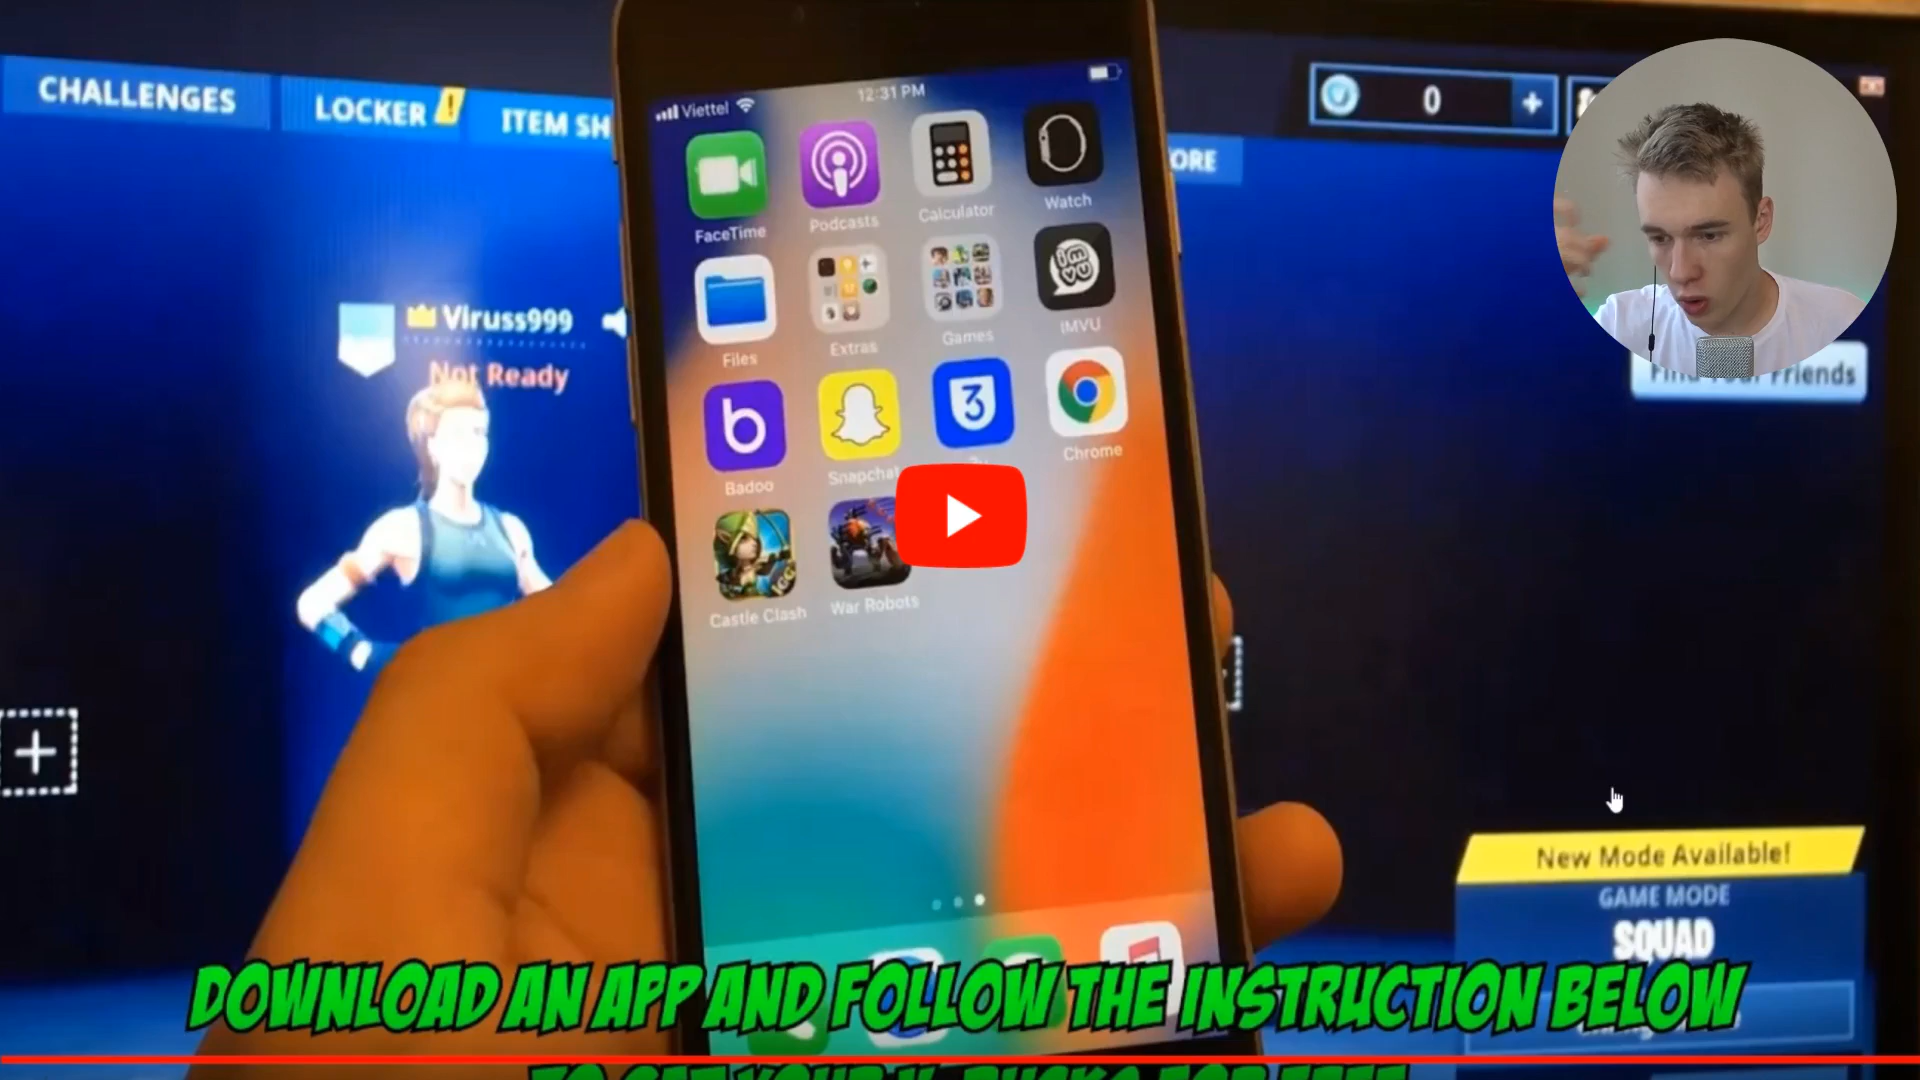 CHALLENGES
LOCKER
ITEM SH
ORE
0
Viruss999
Not Ready
Viettel
12:31 PM
FaceTime
Podcasts
Calculator
Watch
Files
Extras
Games
IMVU
Badoo
Snapchat
Chrome
Castle Clash
War Robots
Friends
New Mode Available!
GAME MODE
SQUAD
DOWNLOAD AN APP AND FOLLOW THE INSTRUCTION BELOW